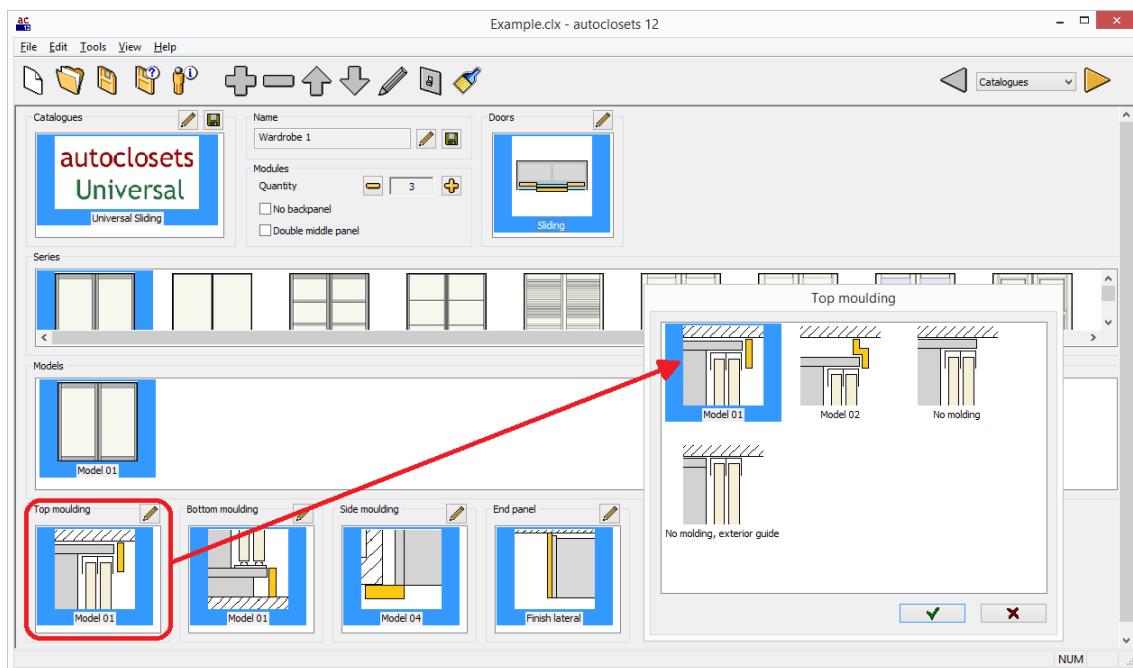 ac
12
Example.clx - autoclosets 12
File Edit Tools View Help
Catalogues
Catalogues
autoclosets
Universal
Universal Sliding
Name
Wardrobe 1
Modules
Quantity
3
No backpanel
Double middle panel
Doors
Sliding
Series
Models
Model 01
Top moulding
Model 01
Model 02
No molding
No molding, exterior guide
Top moulding
Model 01
Bottom moulding
Model 01
Side moulding
Model 04
End panel
Finish lateral
NUM